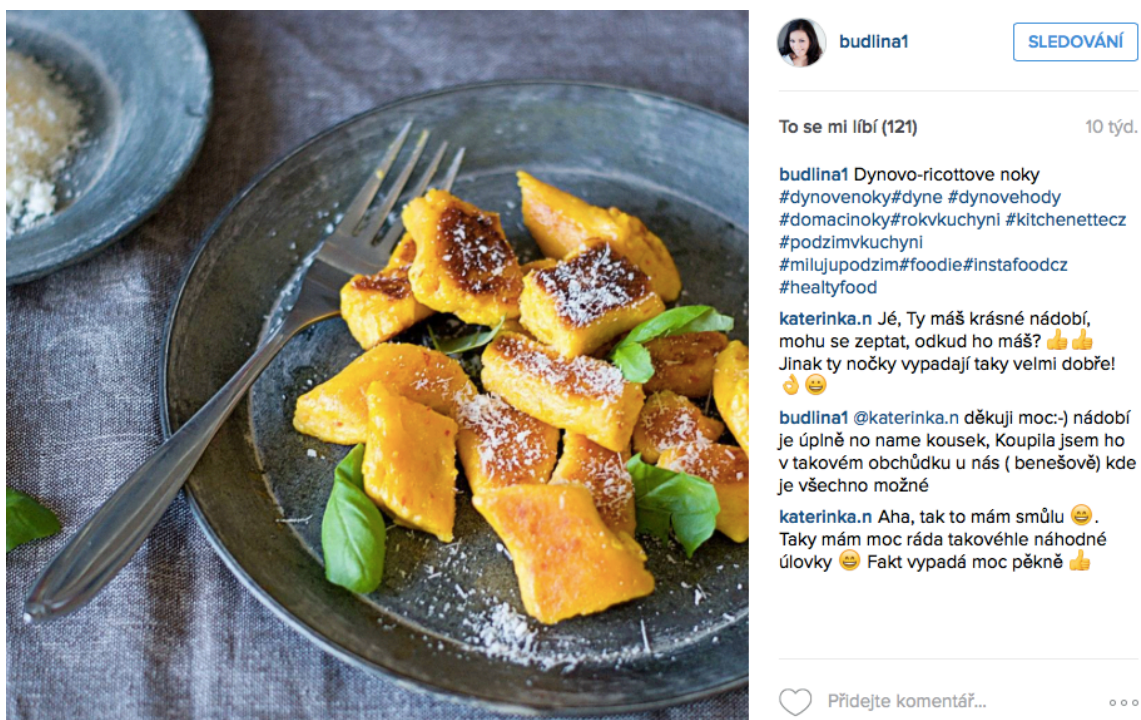 budlina1
SLEDOVÁNÍ
To se mi líbí (121)
10 týd.
budlina1 Dynovo-ricottove noky
#dynovenoky#dyne #dynovehody
#domacinoky#rokvkuchyni #kitchenettecz
#podzimvkuchyni
#milujupodzim#foodie#instafoodcz
#healtyfood
katerinka.n Jé, Ty máš krásné nádobí,
mohu se zeptat, odkud ho máš? 👍👍
Jinak ty nočky vypadají taky velmi dobře!
👌😄
budlina1 @katerinka.n děkuji moc:-) nádobí
je úplně no name kousek, Koupila jsem ho
v takovém obchůdku u nás ( benešově) kde
je všechno možné
katerinka.n Aha, tak to mám smůlu 😄.
Taky mám moc ráda takovéhle náhodné
úlovky 😄 Fakt vypadá moc pěkně 👍
Přidejte komentář...